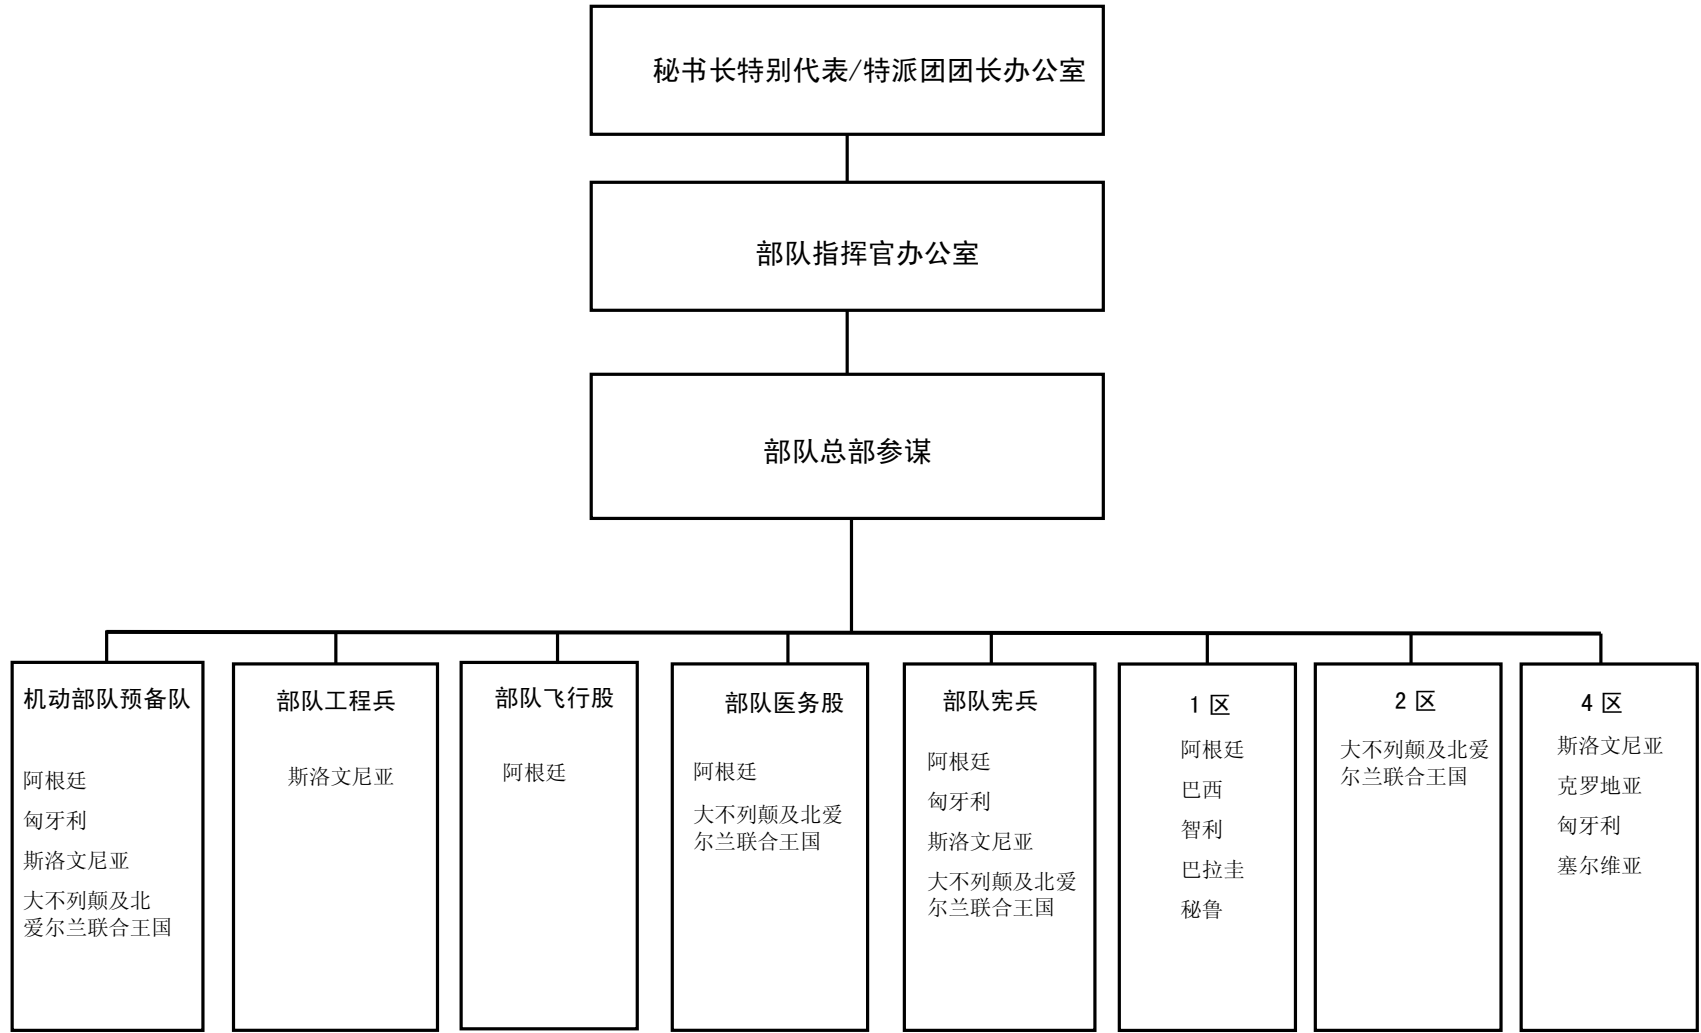 秘书长特别代表/特派团团长办公室
部队指挥官办公室
部队总部参谋
机动部队预备队
阿根廷
匈牙利
斯洛文尼亚
大不列颠及北
爱尔兰联合王国
部队工程兵
斯洛文尼亚
部队飞行股
阿根廷
部队医务股
阿根廷
大不列颠及北爱
尔兰联合王国
部队宪兵
阿根廷
匈牙利
斯洛文尼亚
大不列颠及北爱
尔兰联合王国
1 区
阿根廷
巴西
智利
巴拉圭
秘鲁
2 区
大不列颠及北爱
尔兰联合王国
4 区
斯洛文尼亚
克罗地亚
匈牙利
塞尔维亚